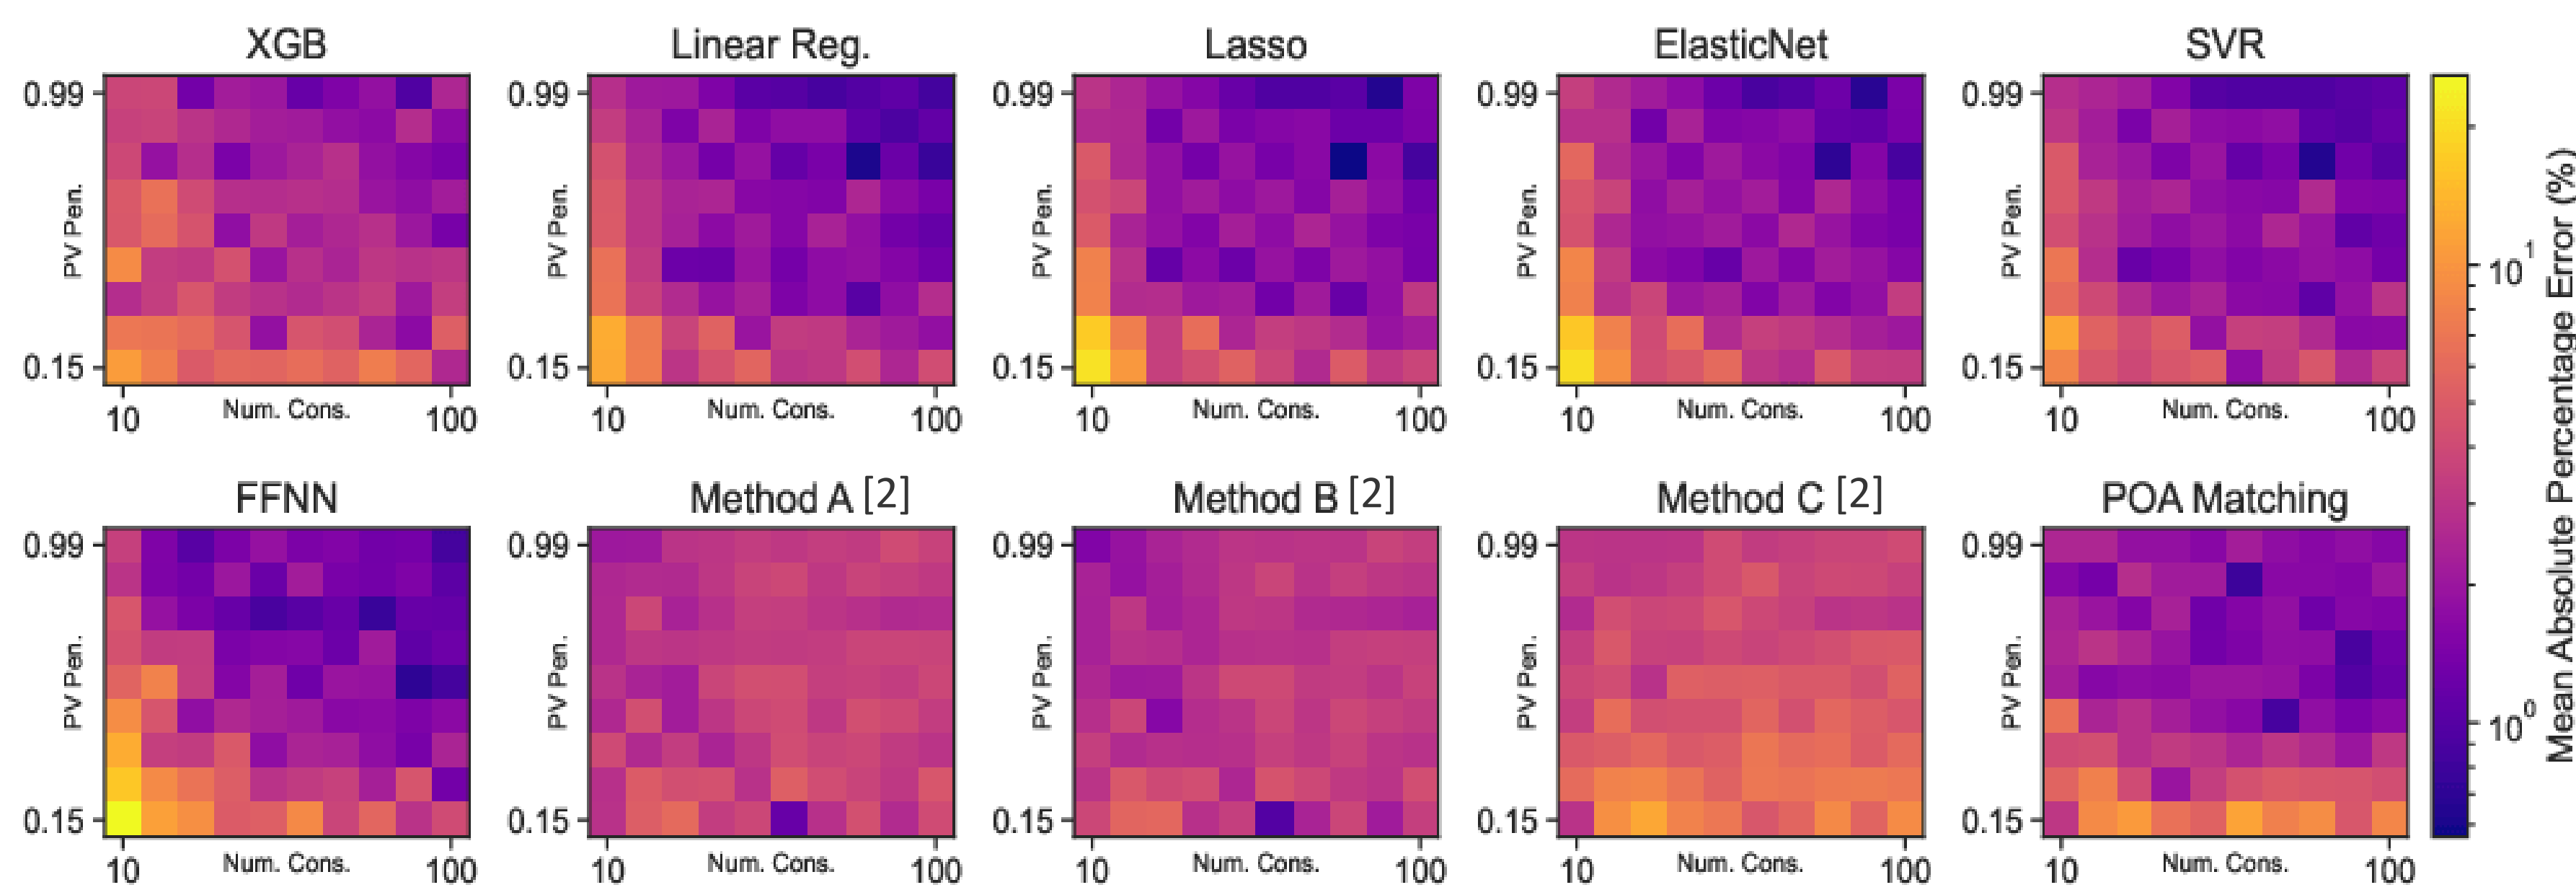 XGB
Linear Reg.
Lasso
ElasticNet
SVR
0.99
PV Pen.
0.15
10
Num. Cons.
100
0.99
PV Pen.
0.15
10
Num. Cons.
100
0.99
PV Pen.
0.15
10
Num. Cons.
100
0.99
PV Pen.
0.15
10
Num. Cons.
100
0.99
PV Pen.
0.15
10
Num. Cons.
100
FFNN
Method A [2]
Method B [2]
Method C [2]
POA Matching
0.99
PV Pen.
0.15
10
Num. Cons.
100
0.99
PV Pen.
0.15
10
Num. Cons.
100
0.99
PV Pen.
0.15
10
Num. Cons.
100
0.99
PV Pen.
0.15
10
Num. Cons.
100
0.99
PV Pen.
0.15
10
Num. Cons.
100
10¹
10⁰
Mean Absolute Percentage Error (%)